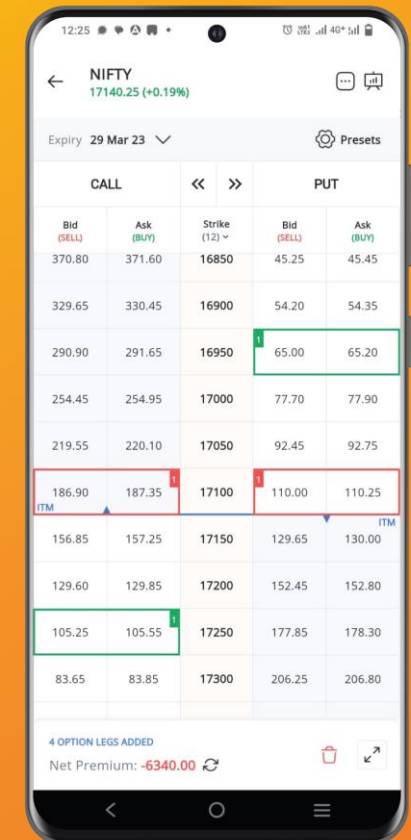 12:25
4G+
NIFTY
17140.25 (+0.19%)
Expiry 29 Mar 23
Presets
CALL << >> PUT
Bid Ask Strike Bid Ask
(SELL) (BUY) (12) (SELL) (BUY)
370.80 371.60 16850 45.25 45.45
329.65 330.45 16900 54.20 54.35
1
290.90 291.65 16950 65.00 65.20
254.45 254.95 17000 77.70 77.90
219.55 220.10 17050 92.45 92.75
1 1
186.90 187.35 17100 110.00 110.25
ITM
ITM
156.85 157.25 17150 129.65 130.00
129.60 129.85 17200 152.45 152.80
1
105.25 105.55 17250 177.85 178.30
83.65 83.85 17300 206.25 206.80
4 OPTION LEGS ADDED
Net Premium: -6340.00